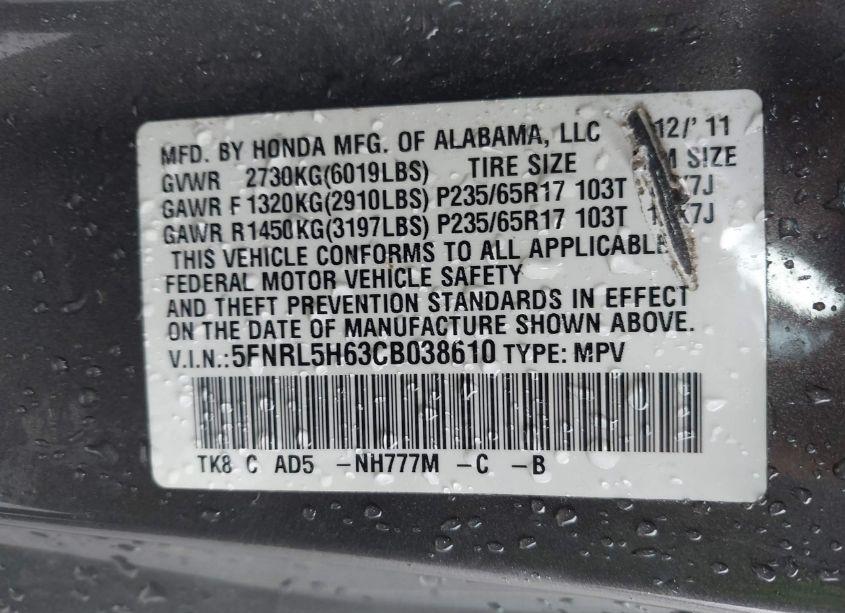 MFD. BY HONDA MFG. OF ALABAMA, LLC 12/' 11
GVWR 2730KG(6019LBS) TIRE SIZE SIZE
GAWR F 1320KG(2910LBS) P235/65R17 103T
GAWR R 1450KG(3197LBS) P235/65R17 103T
THIS VEHICLE CONFORMS TO ALL APPLICABLE
FEDERAL MOTOR VEHICLE SAFETY
AND THEFT PREVENTION STANDARDS IN EFFECT
ON THE DATE OF MANUFACTURE SHOWN ABOVE.
V.I.N.: 5FNRL5H63CB038610 TYPE: MPV
TK8 C AD5 -NH777M -C -B